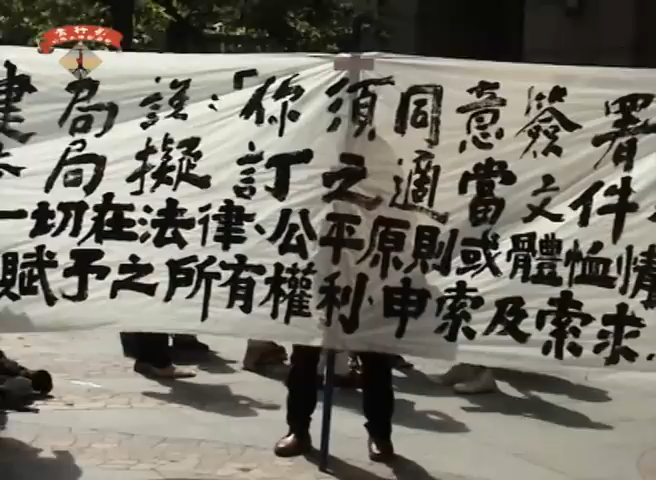 建局說:「你須同意簽署
本局擬訂之適當文件
一切在法律、公平原則或體恤情
賦予之所有權利、申索及索求